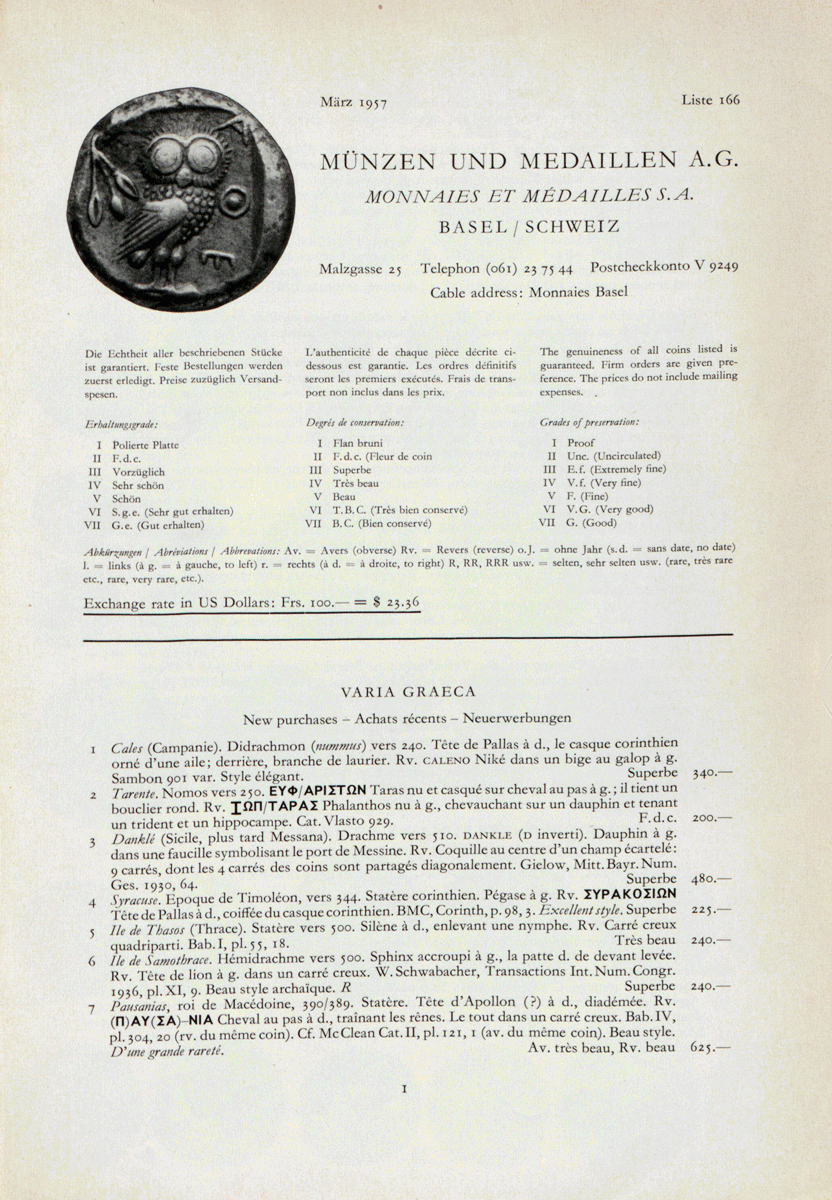 März 1957 Liste 166
MÜNZEN UND MEDAILLEN A.G.
MONNAIES ET MÉDAILLES S.A.
BASEL / SCHWEIZ
Malzgasse 25 Telephon (061) 23 75 44 Postcheckkonto V 9249
Cable address: Monnaies Basel
Die Echtheit aller beschriebenen Stücke
ist garantiert. Feste Bestellungen werden
zuerst erledigt. Preise zuzüglich Versand-
spesen.
L'authenticité de chaque pièce décrite ci-
dessous est garantie. Les ordres définitifs
seront les premiers exécutés. Frais de trans-
port non inclus dans les prix.
The genuineness of all coins listed is
guaranteed. Firm orders are given pre-
ference. The prices do not include mailing
expenses.
Erhaltungsgrade:
I Polierte Platte
II F.d.c.
III Vorzüglich
IV Sehr schön
V Schön
VI S.g.e. (Sehr gut erhalten)
VII G.e. (Gut erhalten)
Degrés de conservation:
I Flan bruni
II F.d.c. (Fleur de coin
III Superbe
IV Très beau
V Beau
VI T.B.C. (Très bien conservé)
VII B.C. (Bien conservé)
Grades of preservation:
I Proof
II Unc. (Uncirculated)
III E.f. (Extremely fine)
IV V.f. (Very fine)
V F. (Fine)
VI V.G. (Very good)
VII G. (Good)
Abkürzungen / Abréviations / Abbrevations: Av. = Avers (obverse) Rv. = Revers (reverse) o.J. = ohne Jahr (s.d. = sans date, no date)
l. = links (à g. = à gauche, to left) r. = rechts (à d. = à droite, to right) R, RR, RRR usw. = selten, sehr selten usw. (rare, très rare
etc., rare, very rare, etc.).
Exchange rate in US Dollars: Frs. 100.— = $ 23.36
VARIA GRAECA
New purchases – Achats récents – Neuerwerbungen
1 Cales (Campanie). Didrachmon (nummus) vers 240. Tête de Pallas à d., le casque corinthien
orné d'une aile; derrière, branche de laurier. Rv. CALENO Niké dans un bige au galop à g.
Sambon 901 var. Style élégant. Superbe 340.—
2 Tarente. Nomos vers 250. ΕΥΦ/ΑΡΙΣΤΩΝ Taras nu et casqué sur cheval au pas à g.; il tient un
bouclier rond. Rv. ΙΩΠ/ΤΑΡΑΣ Phalanthos nu à g., chevauchant sur un dauphin et tenant
un trident et un hippocampe. Cat. Vlasto 929. F.d.c. 200.—
3 Danklé (Sicile, plus tard Messana). Drachme vers 510. DANKLE (D inverti). Dauphin à g.
dans une faucille symbolisant le port de Messine. Rv. Coquille au centre d'un champ écartelé:
9 carrés, dont les 4 carrés des coins sont partagés diagonalement. Gielow, Mitt. Bayr. Num.
Ges. 1930, 64. Superbe 480.—
4 Syracuse. Epoque de Timoléon, vers 344. Statère corinthien. Pégase à g. Rv. ΣΥΡΑΚΟΣΙΩΝ
Tête de Pallas à d., coiffée du casque corinthien. BMC, Corinth, p. 98, 3. Excellent style. Superbe 225.—
5 Ile de Thasos (Thrace). Statère vers 500. Silène à d., enlevant une nymphe. Rv. Carré creux
quadriparti. Bab. I, pl. 55, 18. Très beau 240.—
6 Ile de Samothrace. Hémidrachme vers 500. Sphinx accroupi à g., la patte d. de devant levée.
Rv. Tête de lion à g. dans un carré creux. W. Schwabacher, Transactions Int. Num. Congr.
1936, pl. XI, 9. Beau style archaïque. R Superbe 240.—
7 Pausanias, roi de Macédoine, 390/389. Statère. Tête d'Apollon (?) à d., diadémée. Rv.
(Π)ΑΥ(ΣΑ)–ΝΙΑ Cheval au pas à d., traînant les rênes. Le tout dans un carré creux. Bab. IV,
pl. 304, 20 (rv. du même coin). Cf. McClean Cat. II, pl. 121, 1 (av. du même coin). Beau style.
D'une grande rareté. Av. très beau, Rv. beau 625.—
1